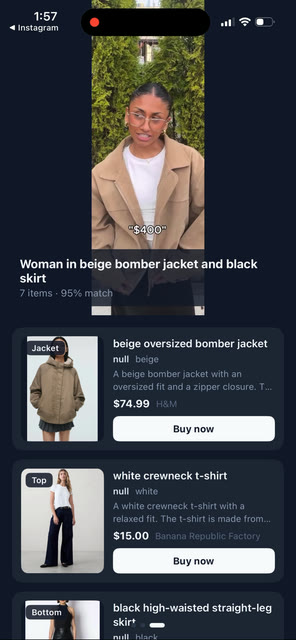 1:57
◀ Instagram
"$400"
Woman in beige bomber jacket and black
skirt
7 items · 95% match
Jacket
beige oversized bomber jacket
null beige
A beige bomber jacket with an
oversized fit and a zipper closure. T...
$74.99 H&M
Buy now
Top
white crewneck t-shirt
null white
A white crewneck t-shirt with a
relaxed fit. The t-shirt is made from...
$15.00 Banana Republic Factory
Buy now
Bottom
black high-waisted straight-leg
skirt
null black